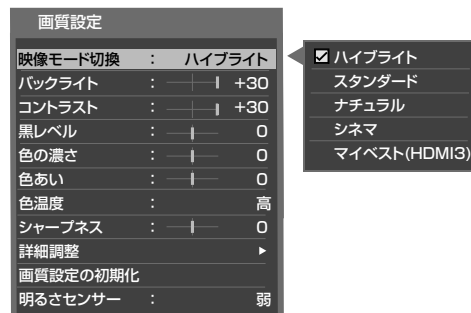 画質設定
映像モード切換 : ハイブライト
バックライト : +30
コントラスト : +30
黒レベル : 0
色の濃さ : 0
色あい : 0
色温度 : 高
シャープネス : 0
詳細調整
画質設定の初期化
明るさセンサー : 弱
ハイブライト
スタンダード
ナチュラル
シネマ
マイベスト(HDMI3)